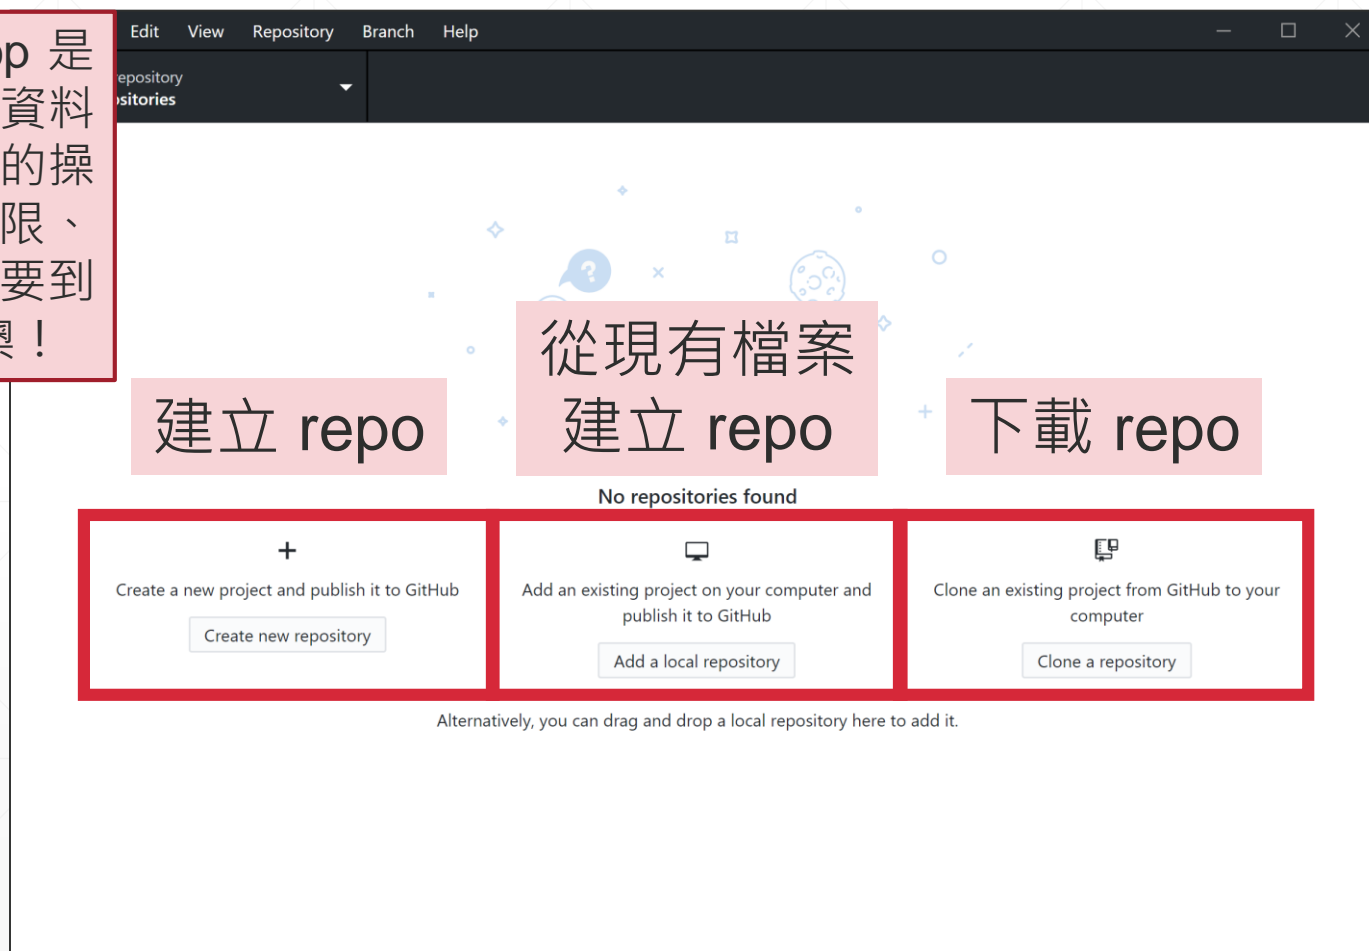 Edit View Repository Branch Help
是
資料
的操
限、
要到
！
建立 repo
從現有檔案
建立 repo
下載 repo
No repositories found
Create a new project and publish it to GitHub
Create new repository
Add an existing project on your computer and
publish it to GitHub
Add a local repository
Clone an existing project from GitHub to your
computer
Clone a repository
Alternatively, you can drag and drop a local repository here to add it.